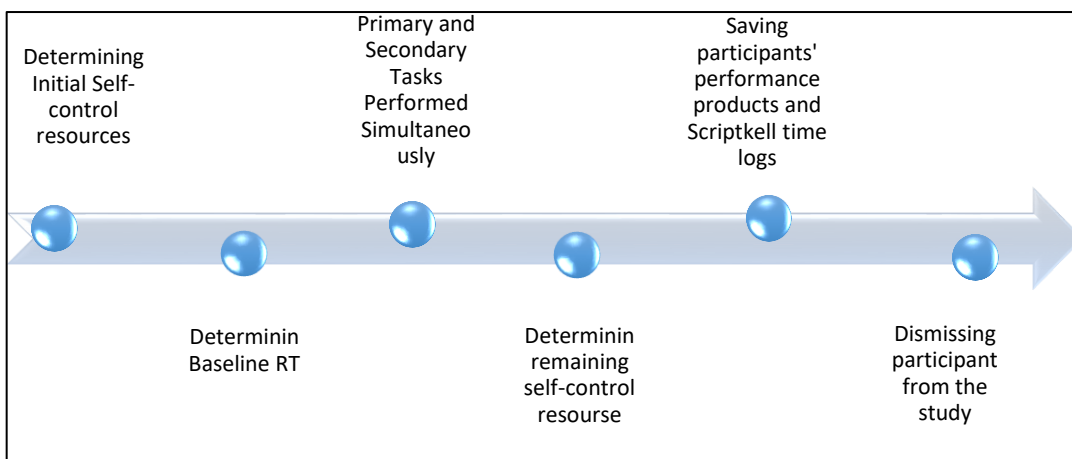 Determining
Initial Self-
control
resources
Determinin
Baseline RT
Primary and
Secondary
Tasks
Performed
Simultaneo
usly
Determinin
remaining
self-control
resourse
Saving
participants'
performance
products and
Scriptkell time
logs
Dismissing
participant
from the
study